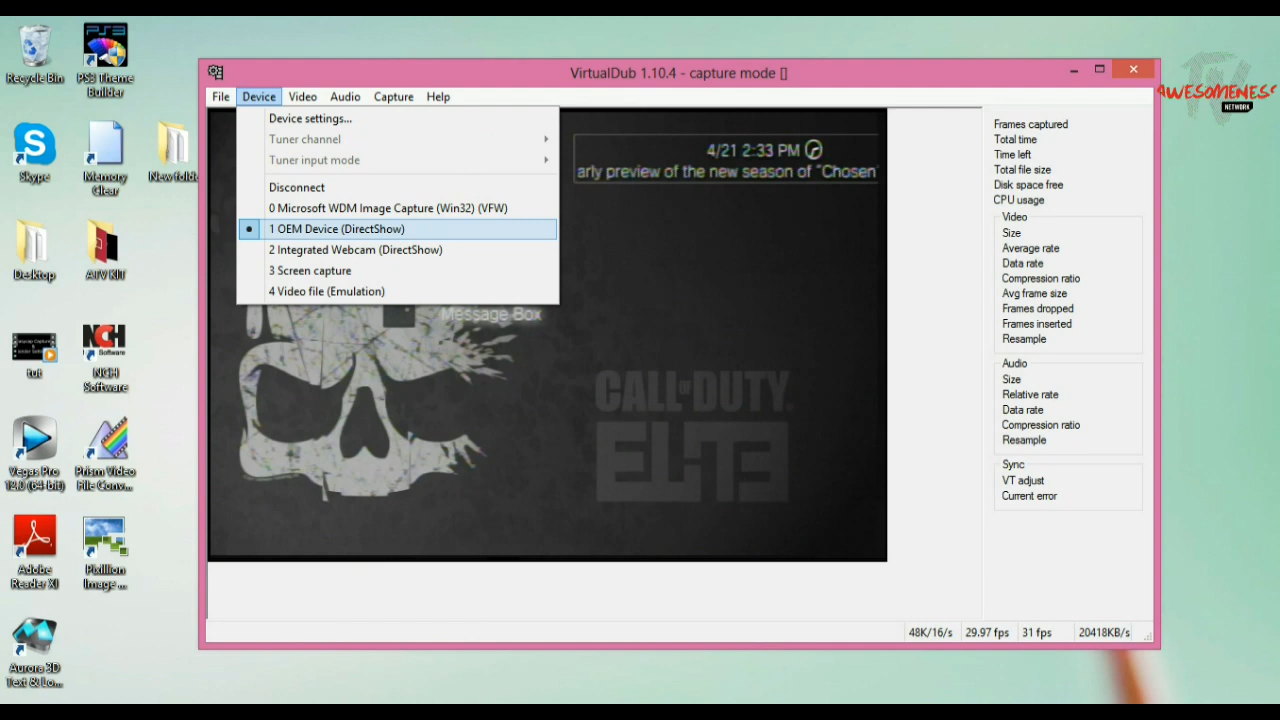 Recycle Bin
PS3
PS3 Theme
Builder
Skype
Memory
Clear
Desktop
ATV KIT
tut
NCH
Software
NCH
Software
Vegas Pro
12.0 (64-bit)
Prism Video
File Conv...
Adobe
Reader XI
Pixillion
Image ...
Aurora 3D
Text & Lo...
VirtualDub 1.10.4 - capture mode []
File Device Video Audio Capture Help
Device settings...
Tuner channel
Tuner input mode
Disconnect
0 Microsoft WDM Image Capture (Win32) (VFW)
1 OEM Device (DirectShow)
2 Integrated Webcam (DirectShow)
3 Screen capture
4 Video file (Emulation)
4/21 2:33 PM
arly preview of the new season of "Chosen"
Message Box
CALL OF DUTY
ELITE
Frames captured
Total time
Time left
Total file size
Disk space free
CPU usage
Video
Size
Average rate
Data rate
Compression ratio
Avg frame size
Frames dropped
Frames inserted
Resample
Audio
Size
Relative rate
Data rate
Compression ratio
Resample
Sync
VT adjust
Current error
48K/16/s 29.97 fps 31 fps 20418KB/s
TV
AWESOMENESS
NETWORK